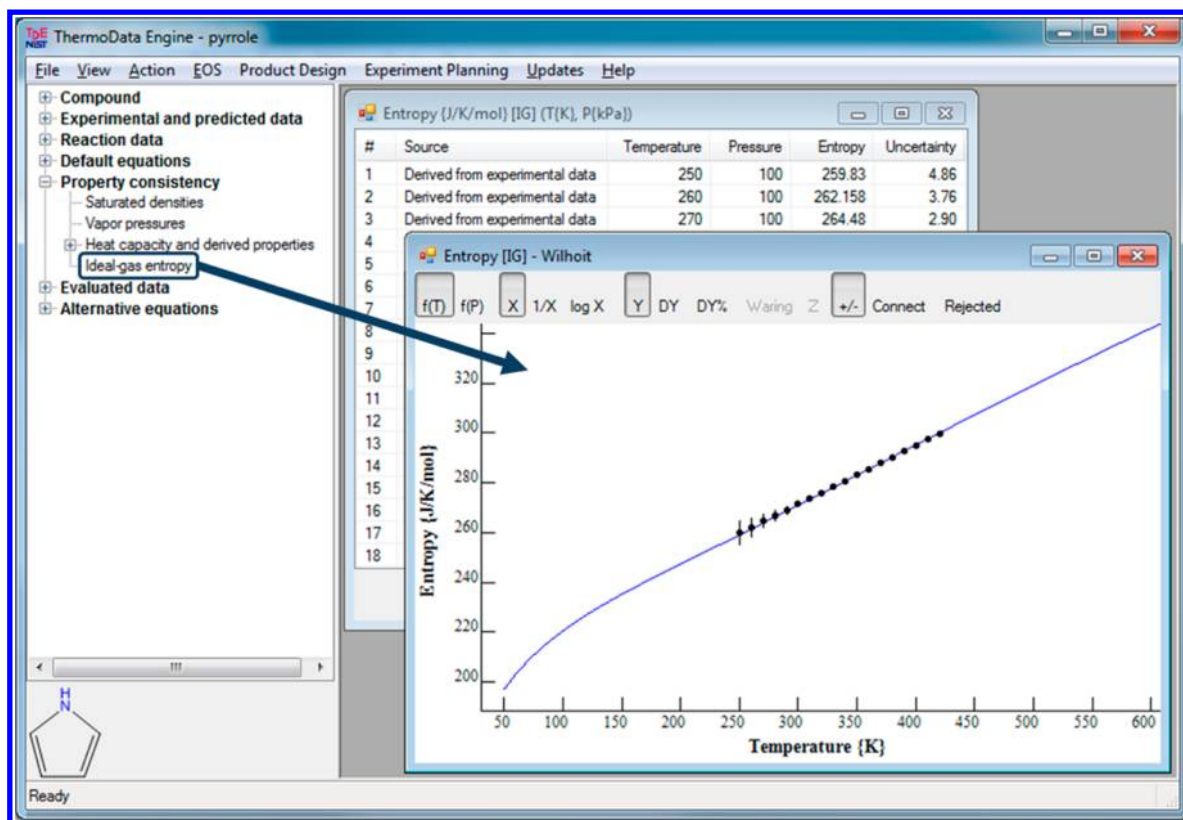 TDE
NIST
ThermoData Engine - pyrrole
File View Action EOS Product Design Experiment Planning Updates Help
Compound
Experimental and predicted data
Reaction data
Default equations
Property consistency
Saturated densities
Vapor pressures
Heat capacity and derived properties
Ideal-gas entropy
Evaluated data
Alternative equations
Entropy {J/K/mol} [IG] (T{K}, P{kPa})
# Source Temperature Pressure Entropy Uncertainty
1 Derived from experimental data 250 100 259.83 4.86
2 Derived from experimental data 260 100 262.158 3.76
3 Derived from experimental data 270 100 264.48 2.90
4
5
6
7
8
9
10
11
12
13
14
15
16
17
18
Entropy [IG] - Wilhoit
f(T) f(P) X 1/X log X Y DY DY% Waring Z +/- Connect Rejected
320
300
280
260
240
220
200
Entropy {J/K/mol}
50 100 150 200 250 300 350 400 450 500 550 600
Temperature {K}
H
N
Ready